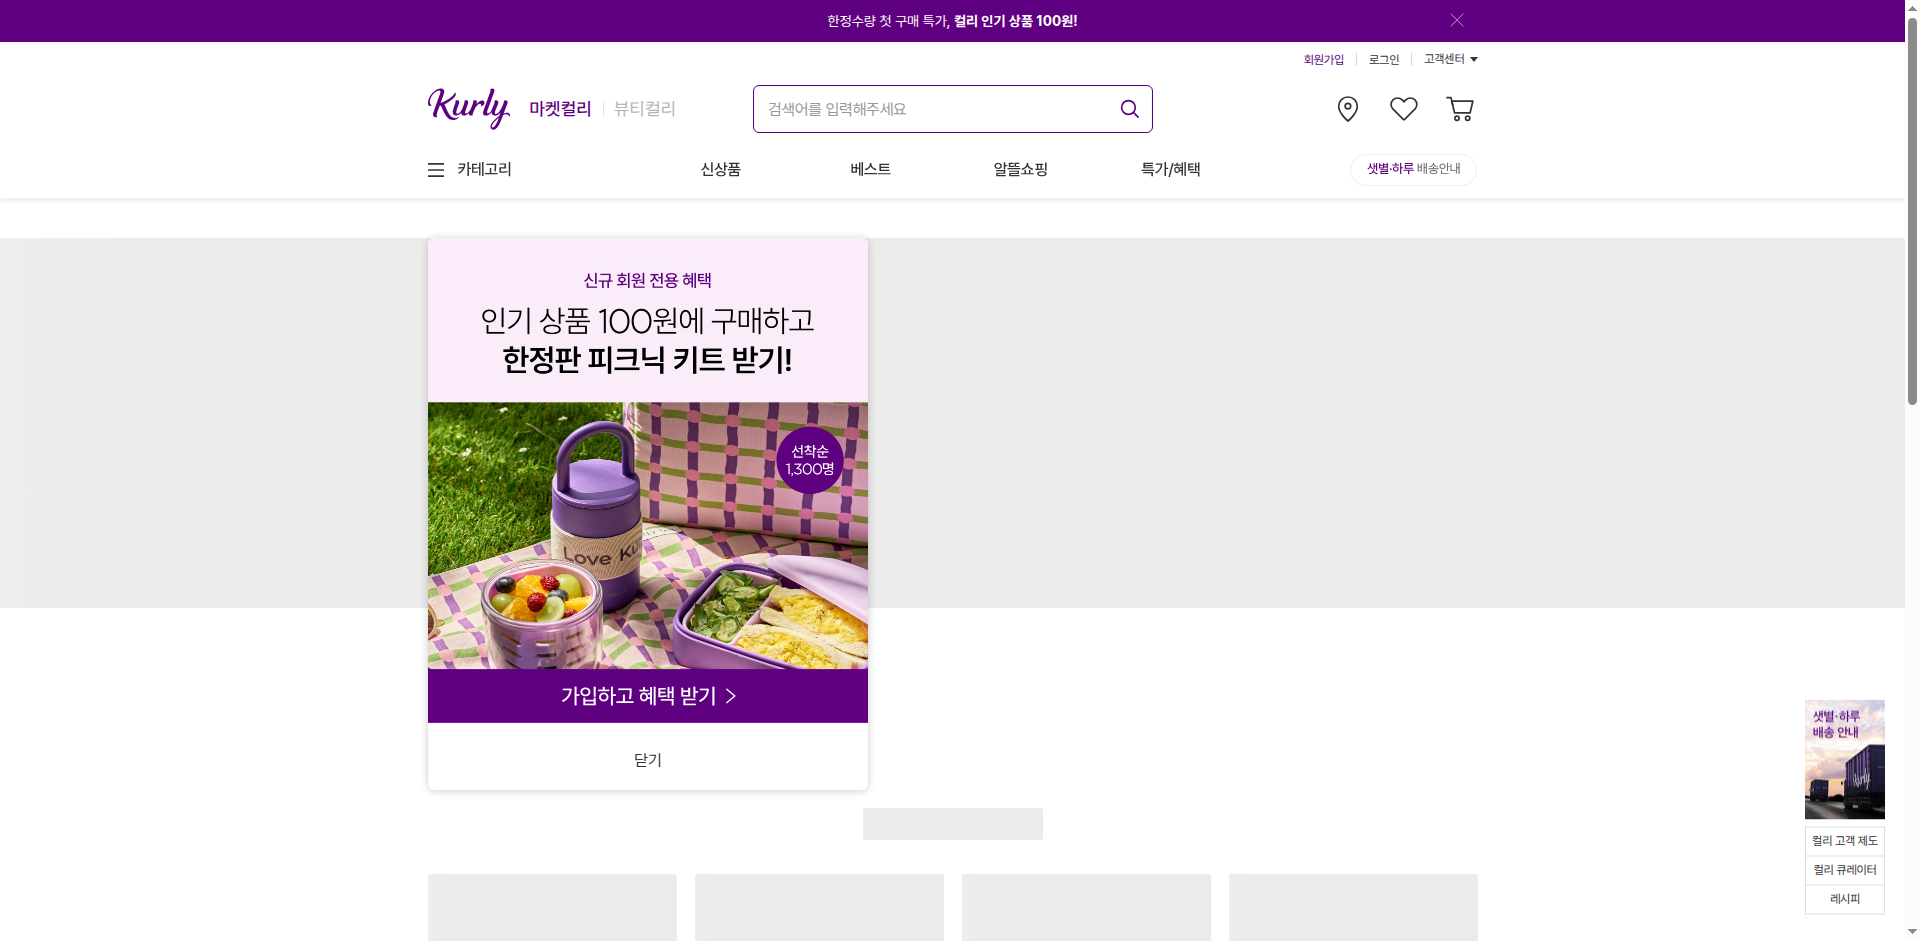 한정수량 첫 구매 특가, 컬리 인기 상품 100원!
회원가입
로그인
고객센터
Kurly
마켓컬리
뷰티컬리
검색어를 입력해주세요
카테고리
신상품
베스트
알뜰쇼핑
특가/혜택
샛별·하루 배송안내
신규 회원 전용 혜택
인기 상품 100원에 구매하고
한정판 피크닉 키트 받기!
선착순
1,300명
Love Ku
가입하고 혜택 받기 >
닫기
샛별·하루
배송 안내
Kurly
컬리 고객 제도
컬리 큐레이터
레시피